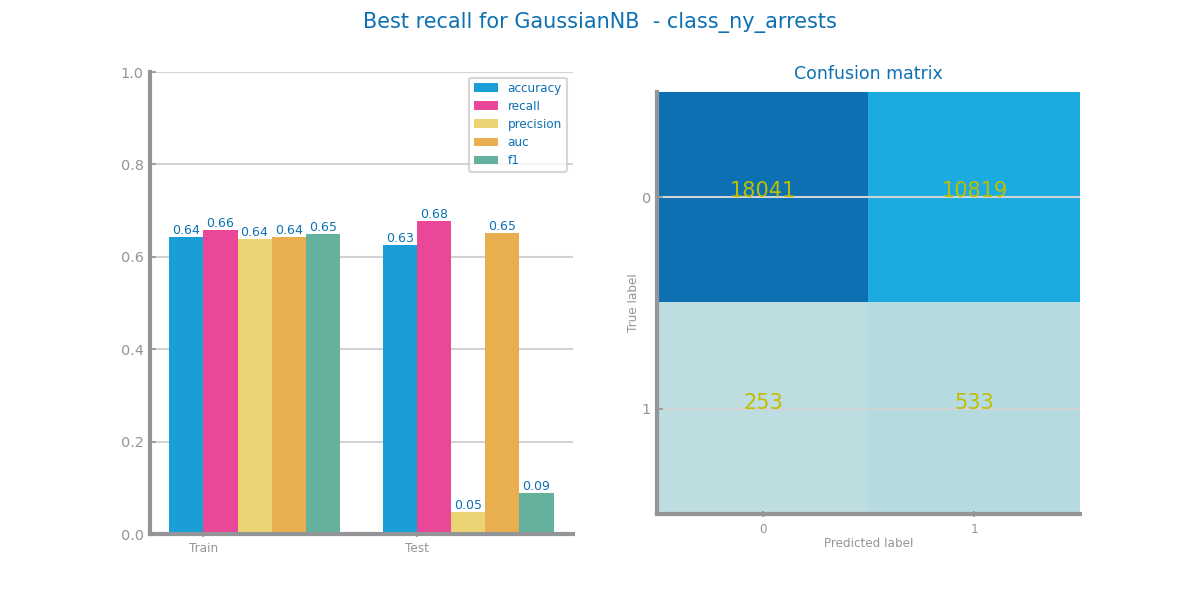 Best recall for GaussianNB - class_ny_arrests
1.0
0.8
0.6
0.4
0.2
0.0
accuracy
recall
precision
auc
f1
0.64
0.66
0.64
0.64
0.65
0.63
0.68
0.05
0.65
0.09
Train
Test
Confusion matrix
True label
0
1
18041
10819
253
533
0
1
Predicted label